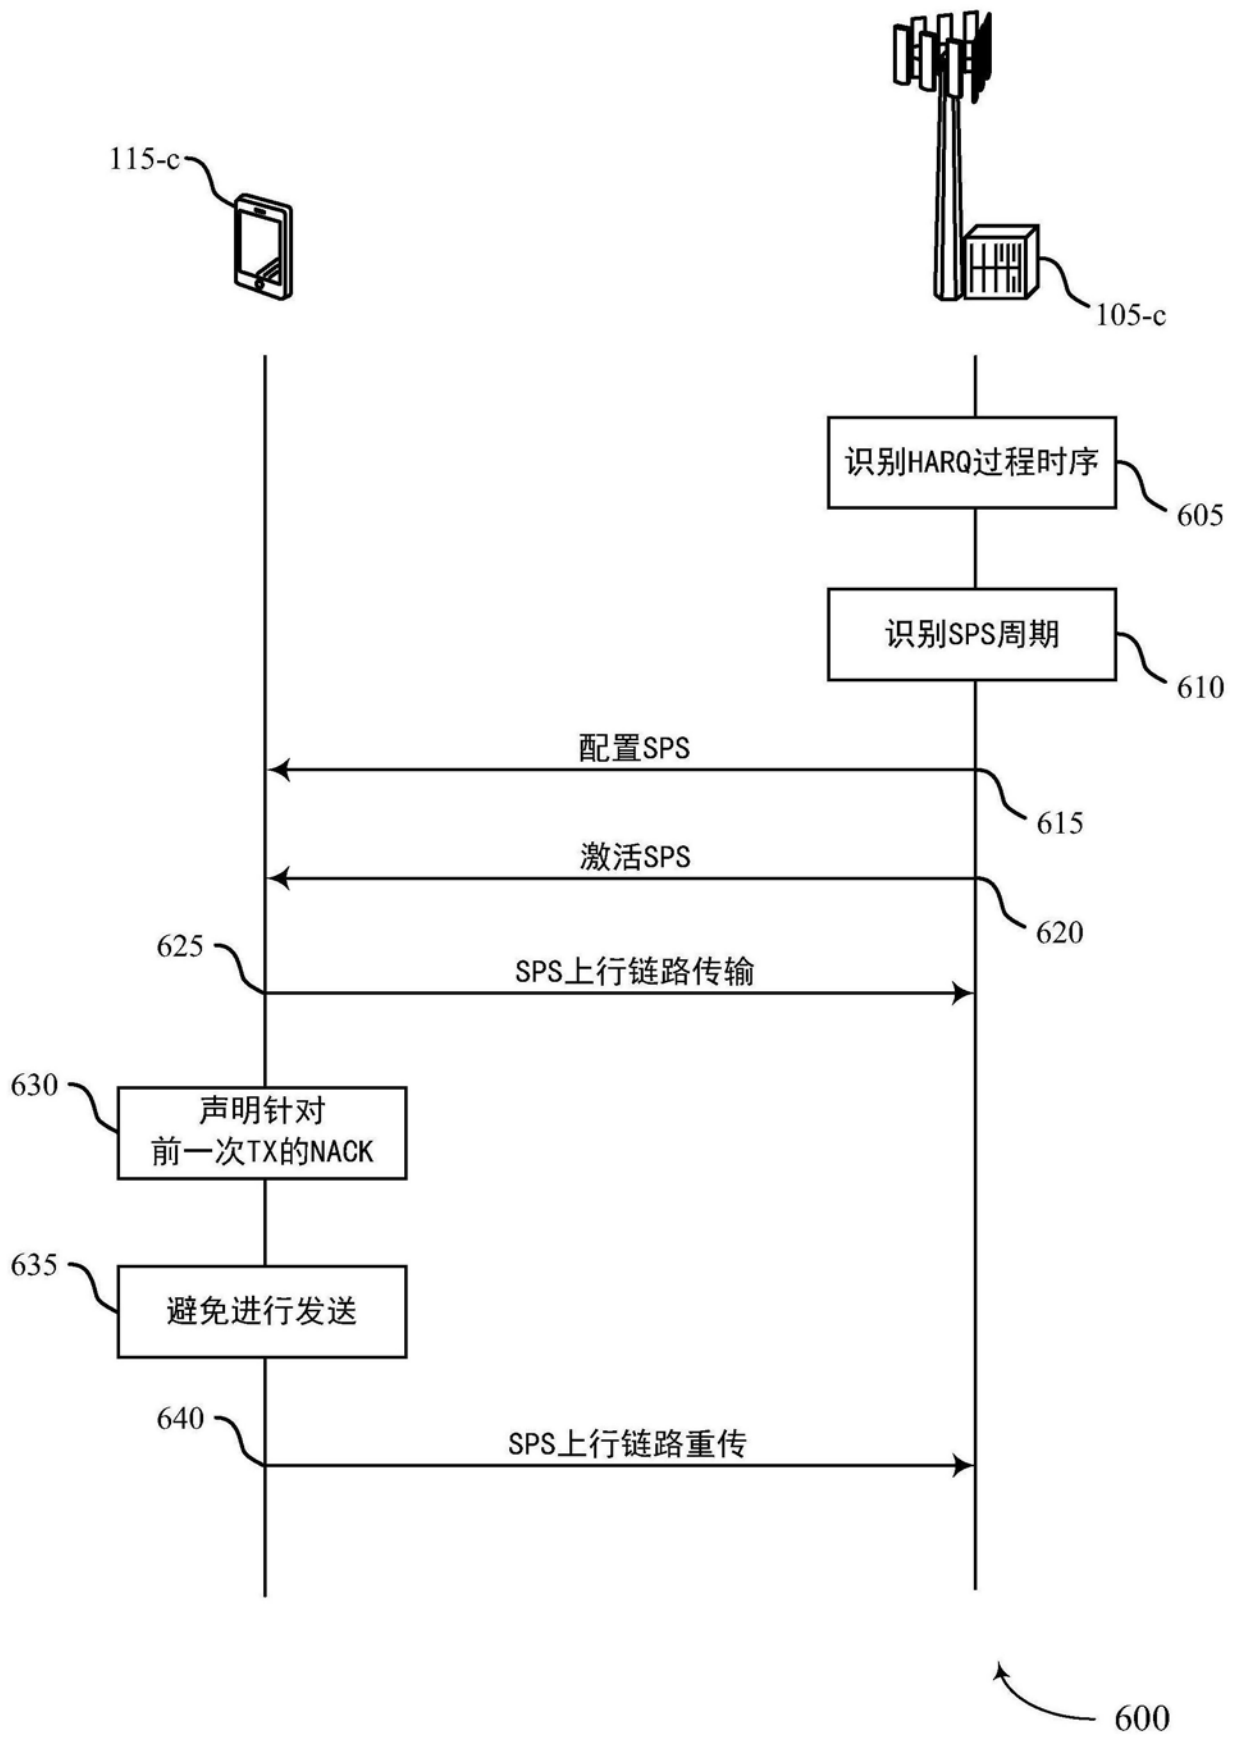 115-c
105-c
识别HARQ过程时序
605
识别SPS周期
610
配置SPS
615
激活SPS
620
625
SPS上行链路传输
630
声明针对
前一次TX的NACK
635
避免进行发送
640
SPS上行链路重传
600